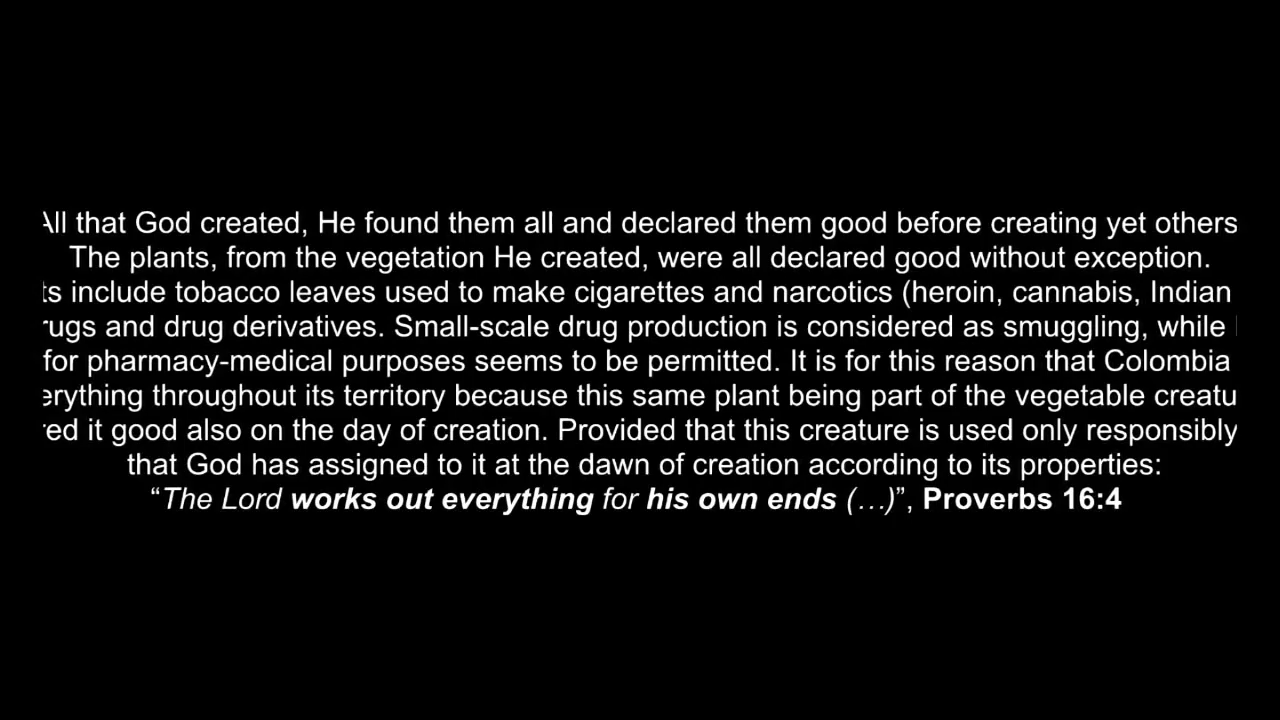 All that God created, He found them all and declared them good before creating yet others
The plants, from the vegetation He created, were all declared good without exception.
ts include tobacco leaves used to make cigarettes and narcotics (heroin, cannabis, Indian
rugs and drug derivatives. Small-scale drug production is considered as smuggling, while
for pharmacy-medical purposes seems to be permitted. It is for this reason that Colombia
erything throughout its territory because this same plant being part of the vegetable creatu
red it good also on the day of creation. Provided that this creature is used only responsibly
that God has assigned to it at the dawn of creation according to its properties:
“The Lord works out everything for his own ends (…)”, Proverbs 16:4